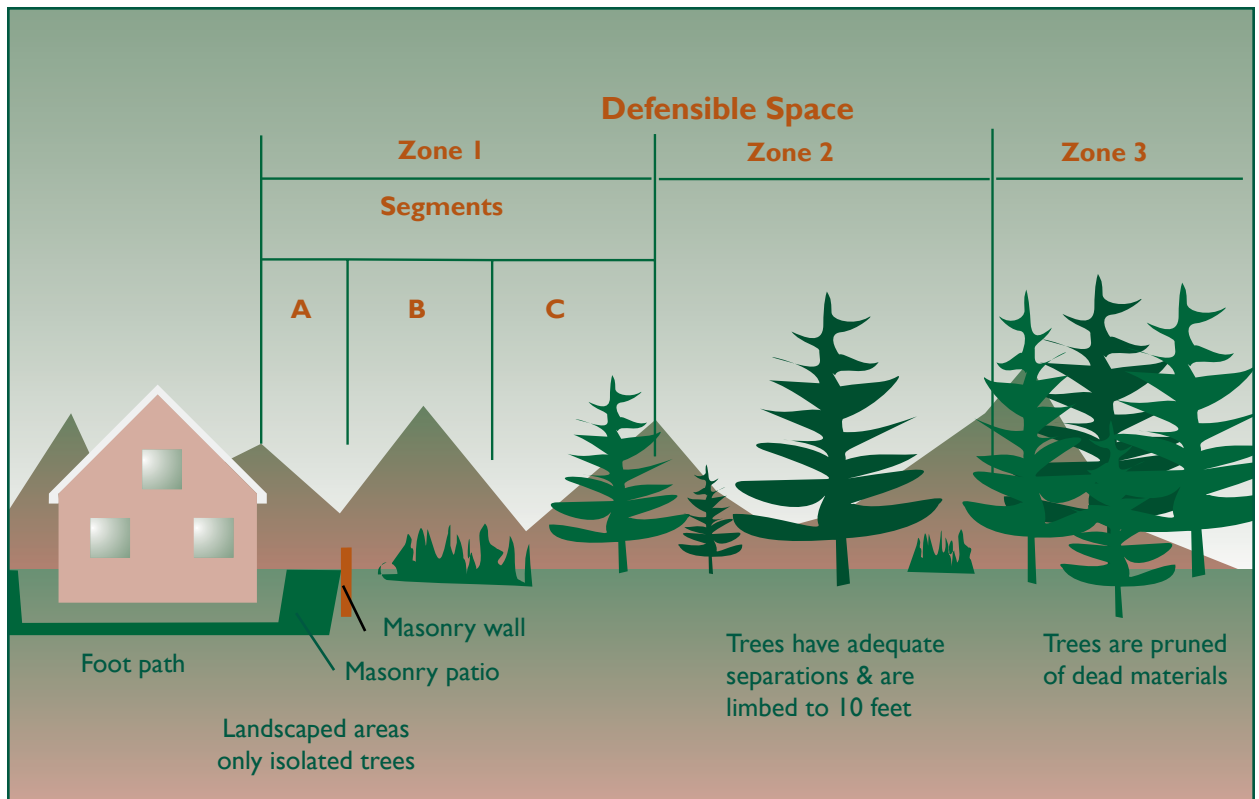 Defensible Space
Zone 1
Zone 2
Zone 3
Segments
A
B
C
Masonry wall
Foot path
Masonry patio
Landscaped areas
only isolated trees
Trees have adequate
separations & are
limbed to 10 feet
Trees are pruned
of dead materials